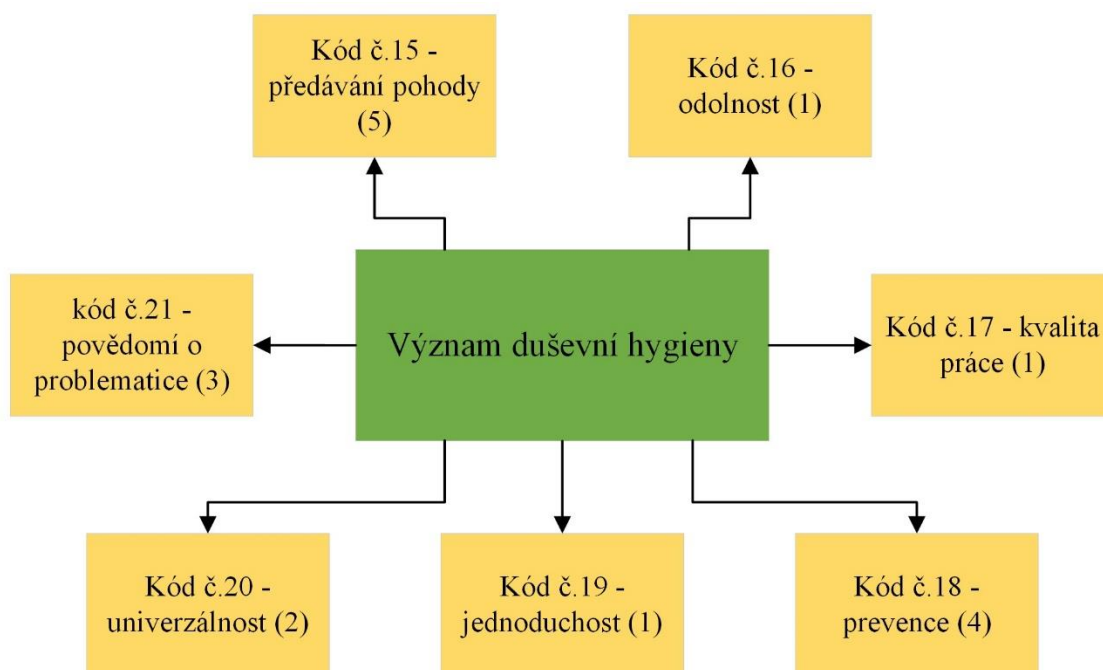 Kód č.15 -
předávání pohody
(5)
Kód č.16 -
odolnost (1)
kód č.21 -
povědomí o
problematice (3)
Význam duševní hygieny
Kód č.17 - kvalita
práce (1)
Kód č.20 -
univerzálnost (2)
Kód č.19 -
jednoduchost (1)
Kód č.18 -
prevence (4)